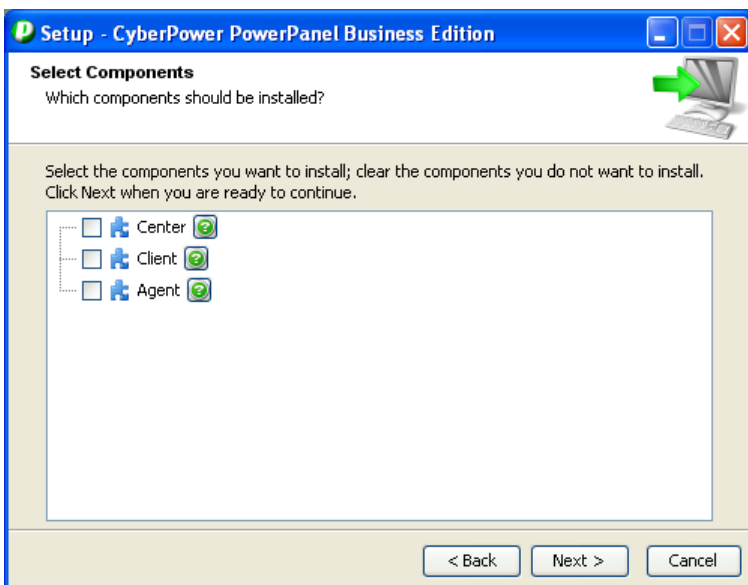 Setup - CyberPower PowerPanel Business Edition
Select Components
Which components should be installed?
Select the components you want to install; clear the components you do not want to install.
Click Next when you are ready to continue.
Center
Client
Agent
< Back
Next >
Cancel